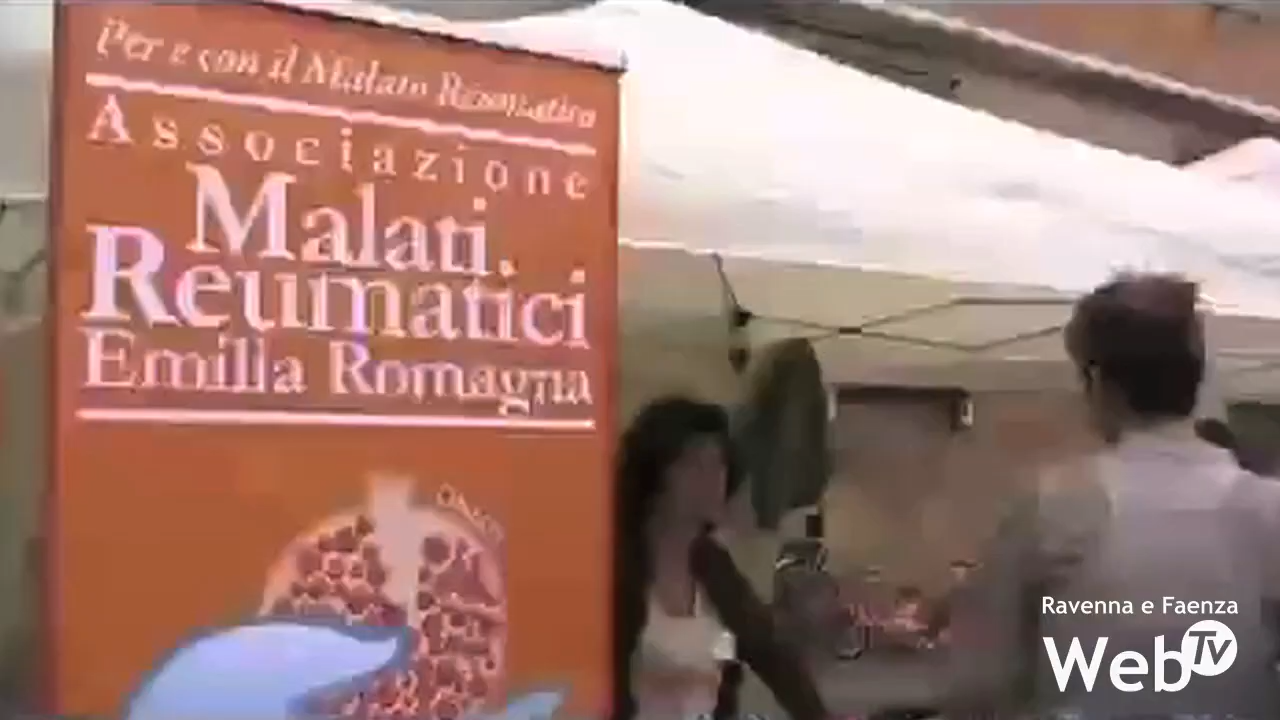 Per e con il Malato Reumatico
Associazione
Malati
Reumatici
Emilia Romagna
Ravenna e Faenza
WebTv